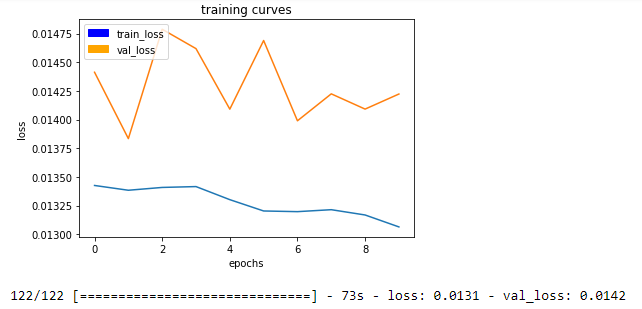 training curves
train_loss
val_loss
0.01475
0.01450
0.01425
0.01400
0.01375
0.01350
0.01325
0.01300
loss
0 2 4 6 8
epochs
122/122 [==============================] - 73s - loss: 0.0131 - val_loss: 0.0142